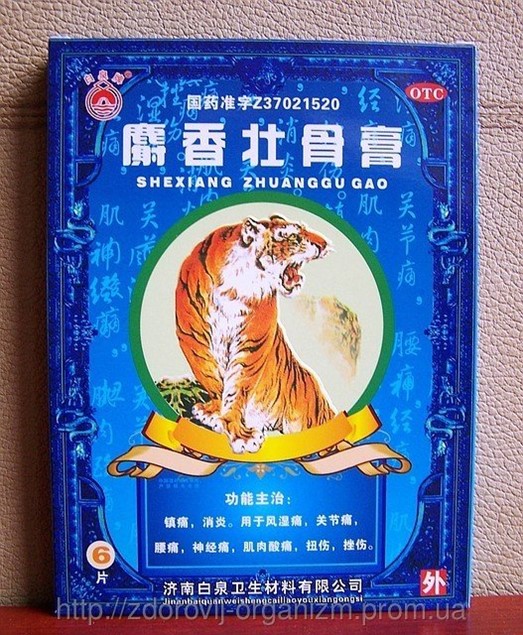 白泉牌
OTC
国药准字Z37021520
麝香壮骨膏
SHEXIANG ZHUANGGU GAO
功能主治：
镇痛，消炎。用于风湿痛，关节痛，
腰痛，神经痛，肌肉酸痛，扭伤，挫伤。
6
片
外
济南白泉卫生材料有限公司
Jinanbaiquanweishengcailiaoyouxiangongsi
http://zdorovij-organizm.prom.ua